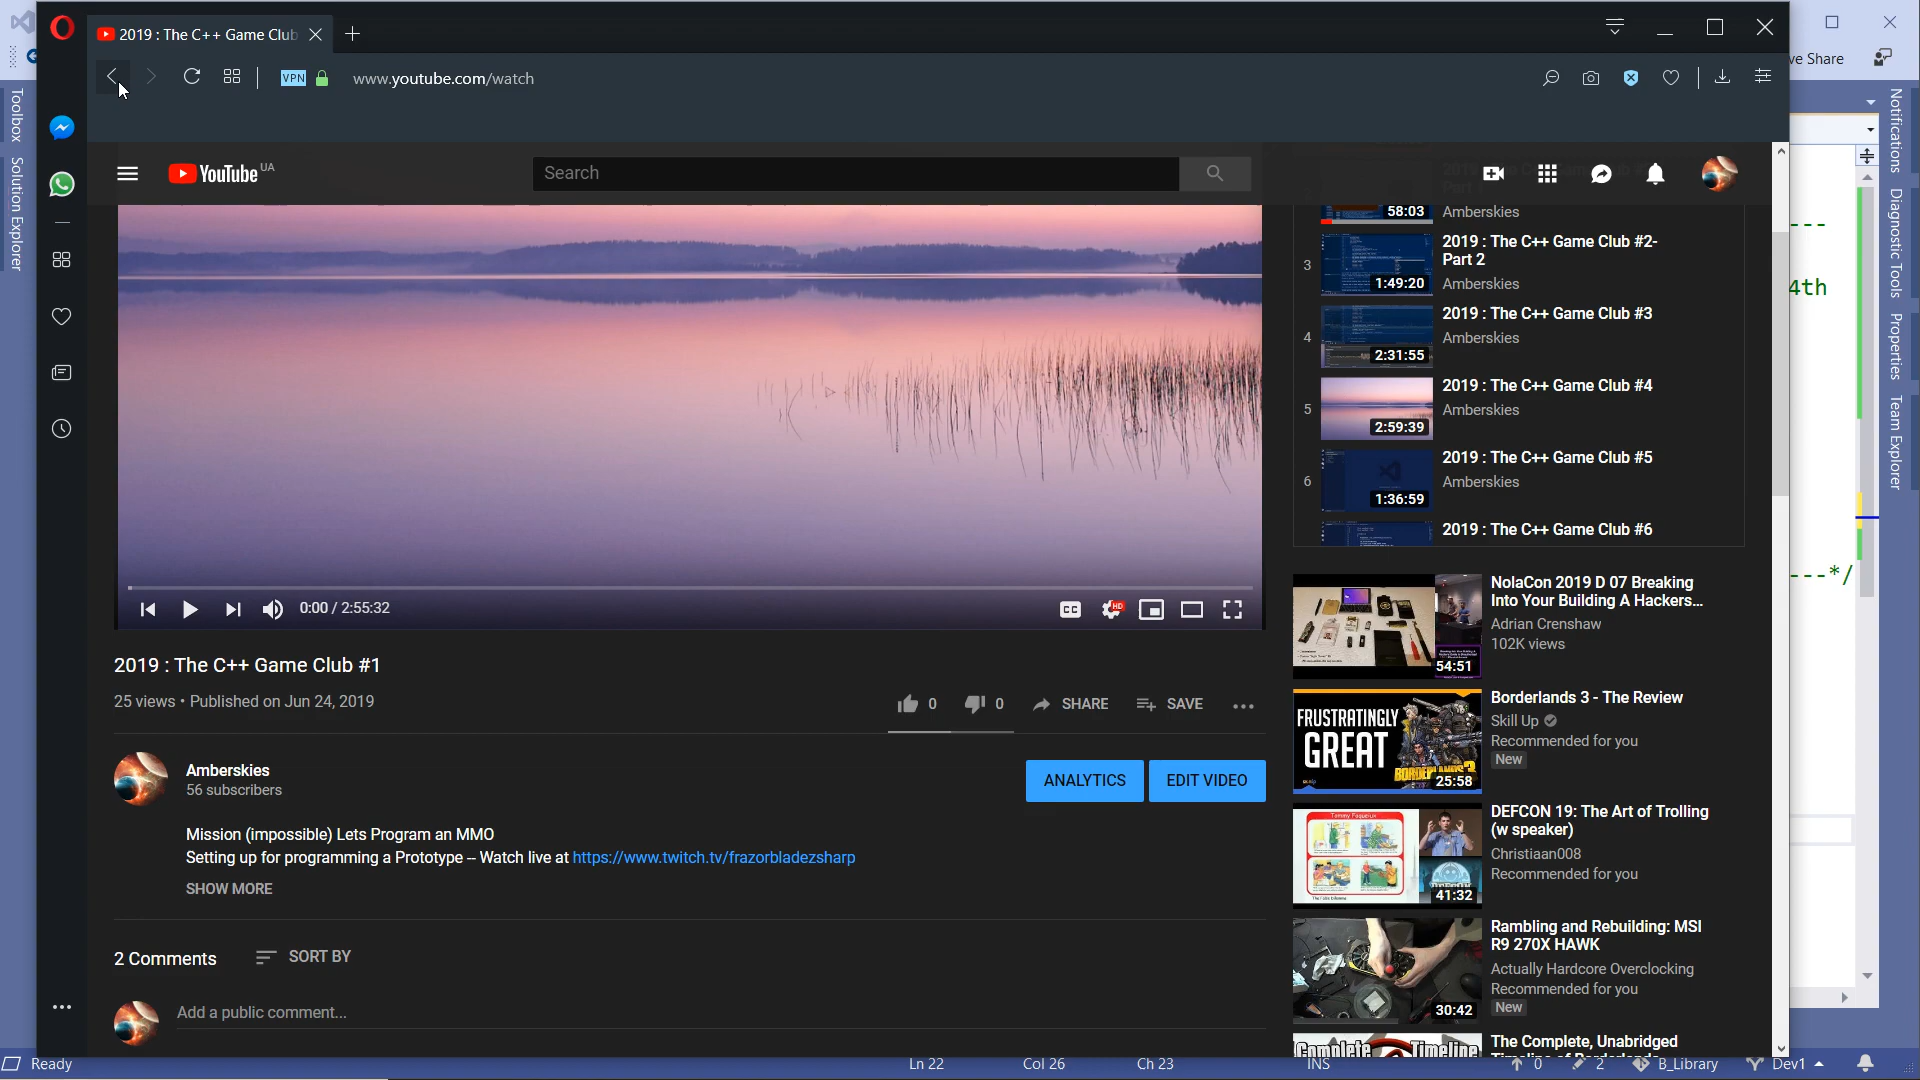 2019 : The C++ Game Club
VPN
www.youtube.com/watch
ve Share
Toolbox
Solution Explorer
YouTube UA
Search
58:03
Amberskies
3
2019 : The C++ Game Club #2-
Part 2
1:49:20
Amberskies
4
2019 : The C++ Game Club #3
Amberskies
2:31:55
5
2019 : The C++ Game Club #4
Amberskies
2:59:39
6
2019 : The C++ Game Club #5
Amberskies
1:36:59
2019 : The C++ Game Club #6
0:00 / 2:55:32
CC
HD
2019 : The C++ Game Club #1
25 views • Published on Jun 24, 2019
0
0
SHARE
SAVE
Amberskies
56 subscribers
ANALYTICS
EDIT VIDEO
Mission (impossible) Lets Program an MMO
Setting up for programming a Prototype -- Watch live at https://www.twitch.tv/frazorbladezsharp
SHOW MORE
2 Comments
SORT BY
Add a public comment...
NolaCon 2019 D 07 Breaking
Into Your Building A Hackers...
Adrian Crenshaw
102K views
54:51
Borderlands 3 - The Review
Skill Up
Recommended for you
New
FRUSTRATINGLY
GREAT
BORDERLANDS 3
25:58
DEFCON 19: The Art of Trolling
(w speaker)
Christiaan008
Recommended for you
41:32
Rambling and Rebuilding: MSI
R9 270X HAWK
Actually Hardcore Overclocking
Recommended for you
New
30:42
The Complete, Unabridged
Complete Timeline
Notifications
Diagnostic Tools
Properties
Team Explorer
---
4th
---*/
Ready
Ln 22
Col 26
Ch 23
INS
0
2
B_Library
Dev1